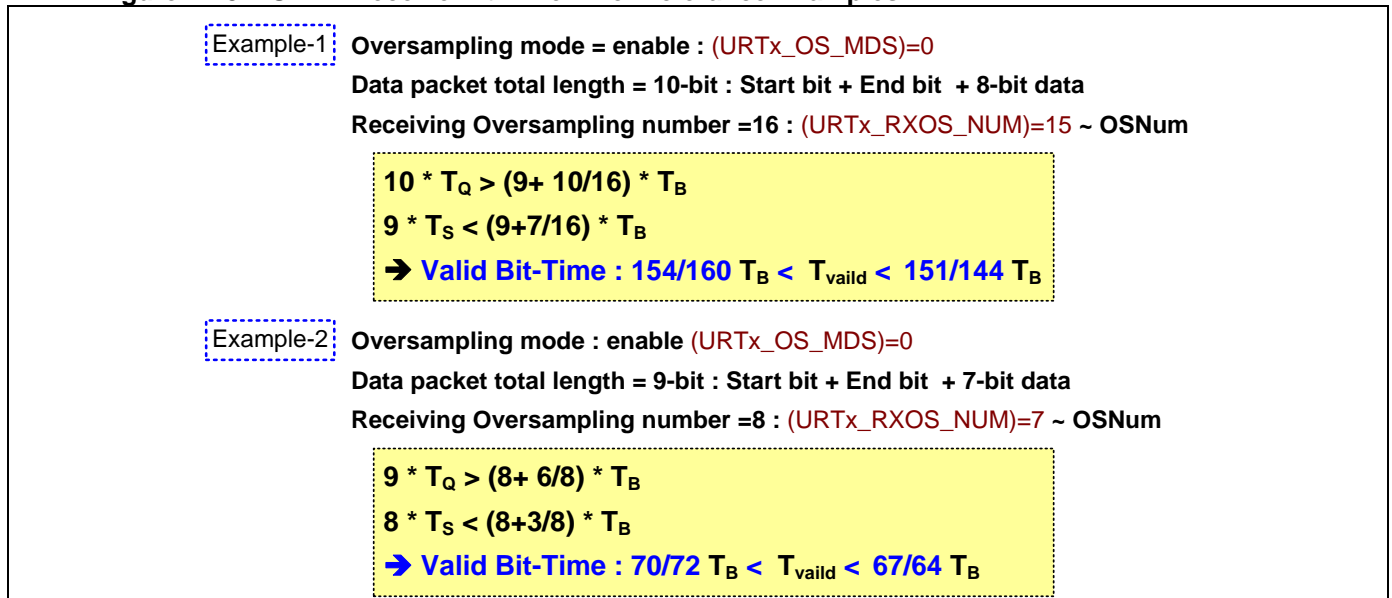 Example-1 Oversampling mode = enable : (URTx_OS_MDS)=0
Data packet total length = 10-bit : Start bit + End bit + 8-bit data
Receiving Oversampling number =16 : (URTx_RXOS_NUM)=15 ~ OSNum
10 * TQ > (9+ 10/16) * TB
9 * TS < (9+7/16) * TB
➔ Valid Bit-Time : 154/160 TB < Tvaild < 151/144 TB
Example-2 Oversampling mode : enable (URTx_OS_MDS)=0
Data packet total length = 9-bit : Start bit + End bit + 7-bit data
Receiving Oversampling number =8 : (URTx_RXOS_NUM)=7 ~ OSNum
9 * TQ > (8+ 6/8) * TB
8 * TS < (8+3/8) * TB
➔ Valid Bit-Time : 70/72 TB < Tvaild < 67/64 TB